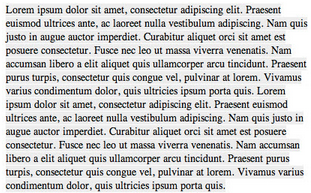 Lorem ipsum dolor sit amet, consectetur adipiscing elit. Praesent
euismod ultrices ante, ac laoreet nulla vestibulum adipiscing. Nam quis
justo in augue auctor imperdiet. Curabitur aliquet orci sit amet est
posuere consectetur. Fusce nec leo ut massa viverra venenatis. Nam
accumsan libero a elit aliquet quis ullamcorper arcu tincidunt. Praesent
purus turpis, consectetur quis congue vel, pulvinar at lorem. Vivamus
varius condimentum dolor, quis ultricies ipsum porta quis. Lorem
ipsum dolor sit amet, consectetur adipiscing elit. Praesent euismod
ultrices ante, ac laoreet nulla vestibulum adipiscing. Nam quis justo in
augue auctor imperdiet. Curabitur aliquet orci sit amet est posuere
consectetur. Fusce nec leo ut massa viverra venenatis. Nam accumsan
libero a elit aliquet quis ullamcorper arcu tincidunt. Praesent purus
turpis, consectetur quis congue vel, pulvinar at lorem. Vivamus varius
condimentum dolor, quis ultricies ipsum porta quis.